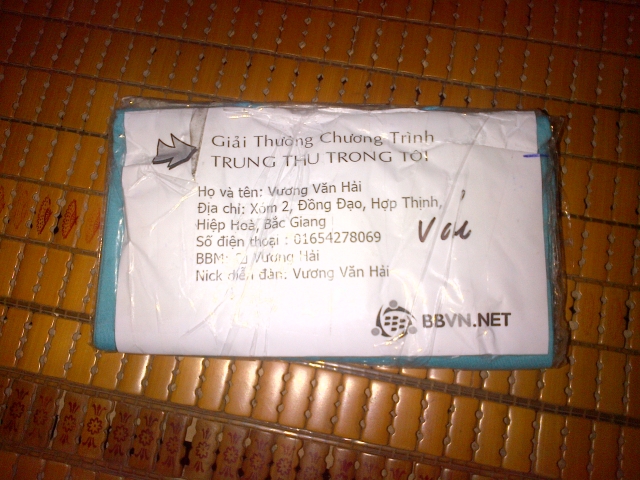 Giải Thưởng Chương Trình
TRUNG THU TRONG TÔI
Họ và tên: Vương Văn Hải
Địa chỉ: Xóm 2, Đồng Đạo, Hợp Thịnh,
Hiệp Hoà, Bắc Giang
Số điện thoại : 01654278069
BBM: Vương Hải
Nick diễn đàn: Vương Văn Hải
Vải
BBVN.NET